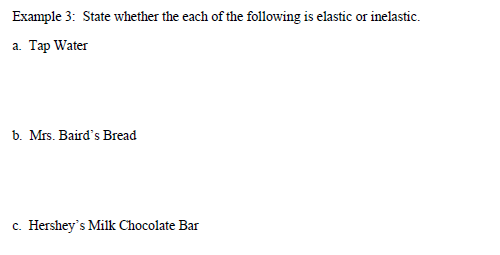 Example 3:  State whether the each of the following is elastic or inelastic.
a.  Tap Water
b.  Mrs. Baird's Bread
c.  Hershey's Milk Chocolate Bar